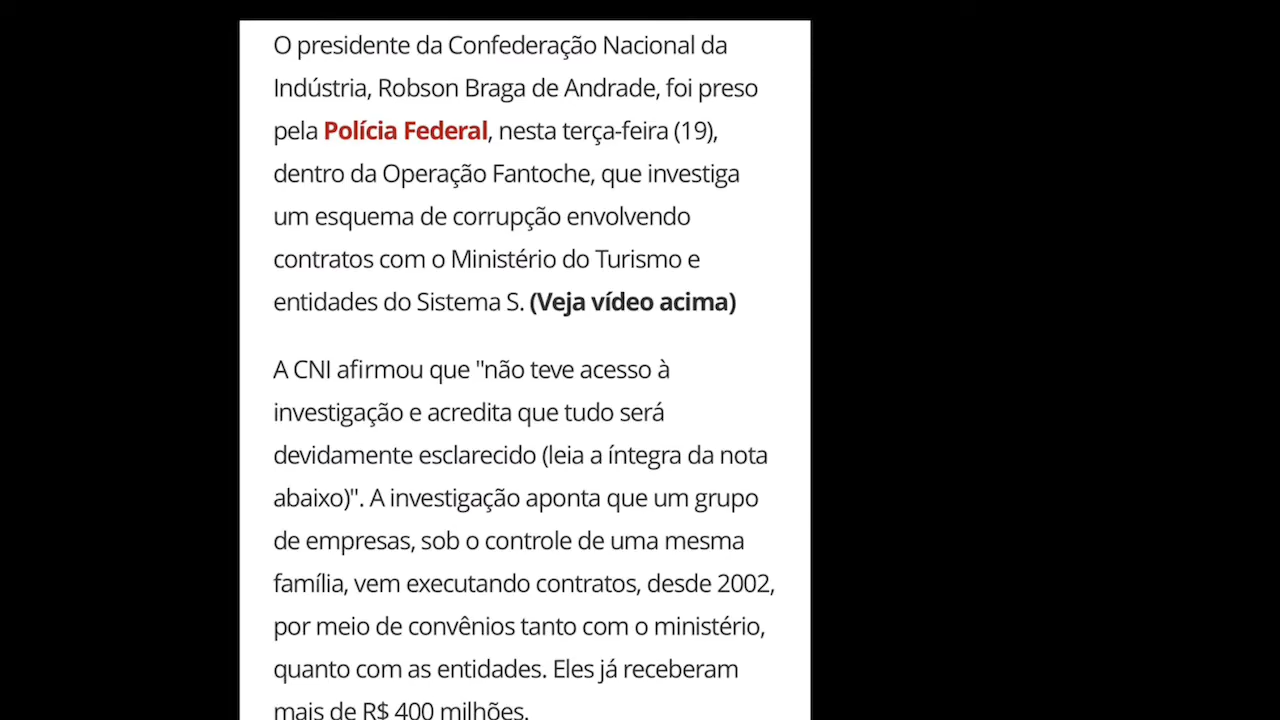 O presidente da Confederação Nacional da
Indústria, Robson Braga de Andrade, foi preso
pela Polícia Federal, nesta terça-feira (19),
dentro da Operação Fantoche, que investiga
um esquema de corrupção envolvendo
contratos com o Ministério do Turismo e
entidades do Sistema S. (Veja vídeo acima)
A CNI afirmou que "não teve acesso à
investigação e acredita que tudo será
devidamente esclarecido (leia a íntegra da nota
abaixo)". A investigação aponta que um grupo
de empresas, sob o controle de uma mesma
família, vem executando contratos, desde 2002,
por meio de convênios tanto com o ministério,
quanto com as entidades. Eles já receberam
mais de R$ 400 milhões.